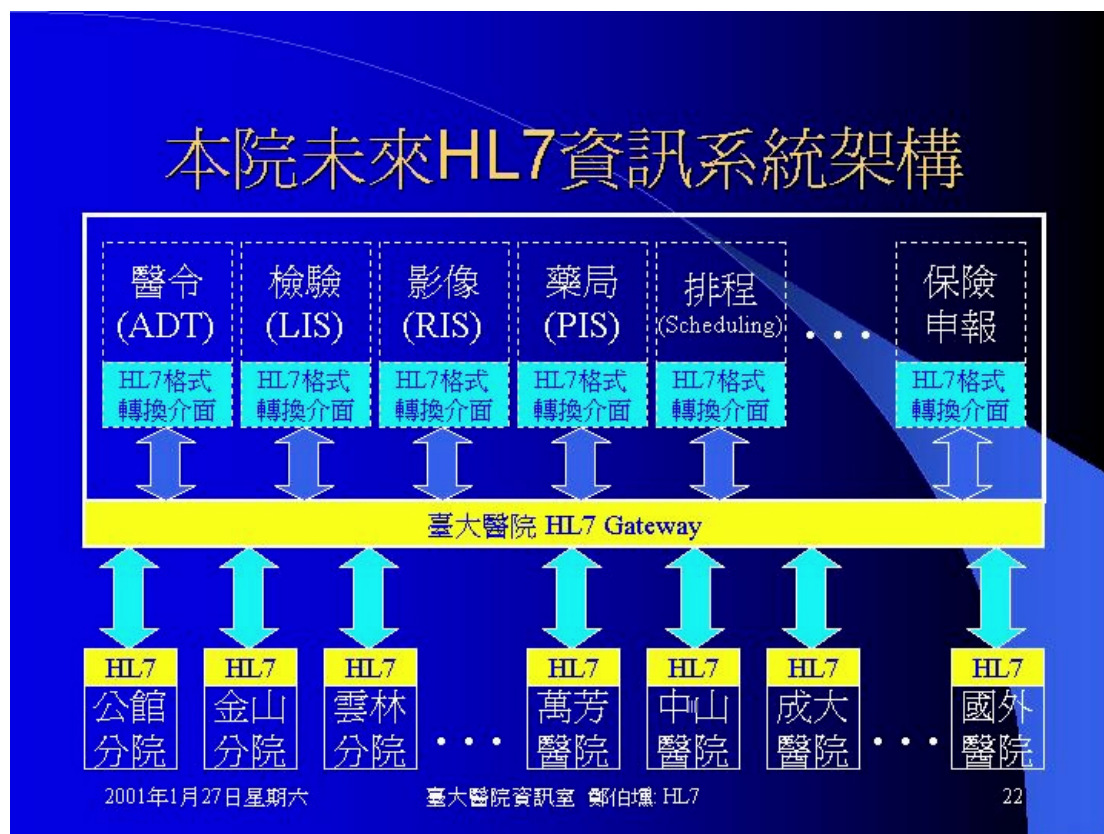 本院未來HL7資訊系統架構
醫令 檢驗 影像 藥局 排程 保險
(ADT) (LIS) (RIS) (PIS) (Scheduling) . . . 申報
HL7格式 HL7格式 HL7格式 HL7格式 HL7格式 HL7格式
轉換介面 轉換介面 轉換介面 轉換介面 轉換介面 轉換介面
臺大醫院 HL7 Gateway
HL7 HL7 HL7 HL7 HL7 HL7 HL7
公館 金山 雲林 萬芳 中山 成大 國外
分院 分院 分院 . . . 醫院 醫院 醫院 . . . 醫院
2001年1月27日星期六 臺大醫院資訊室 鄭伯壎: HL7 22